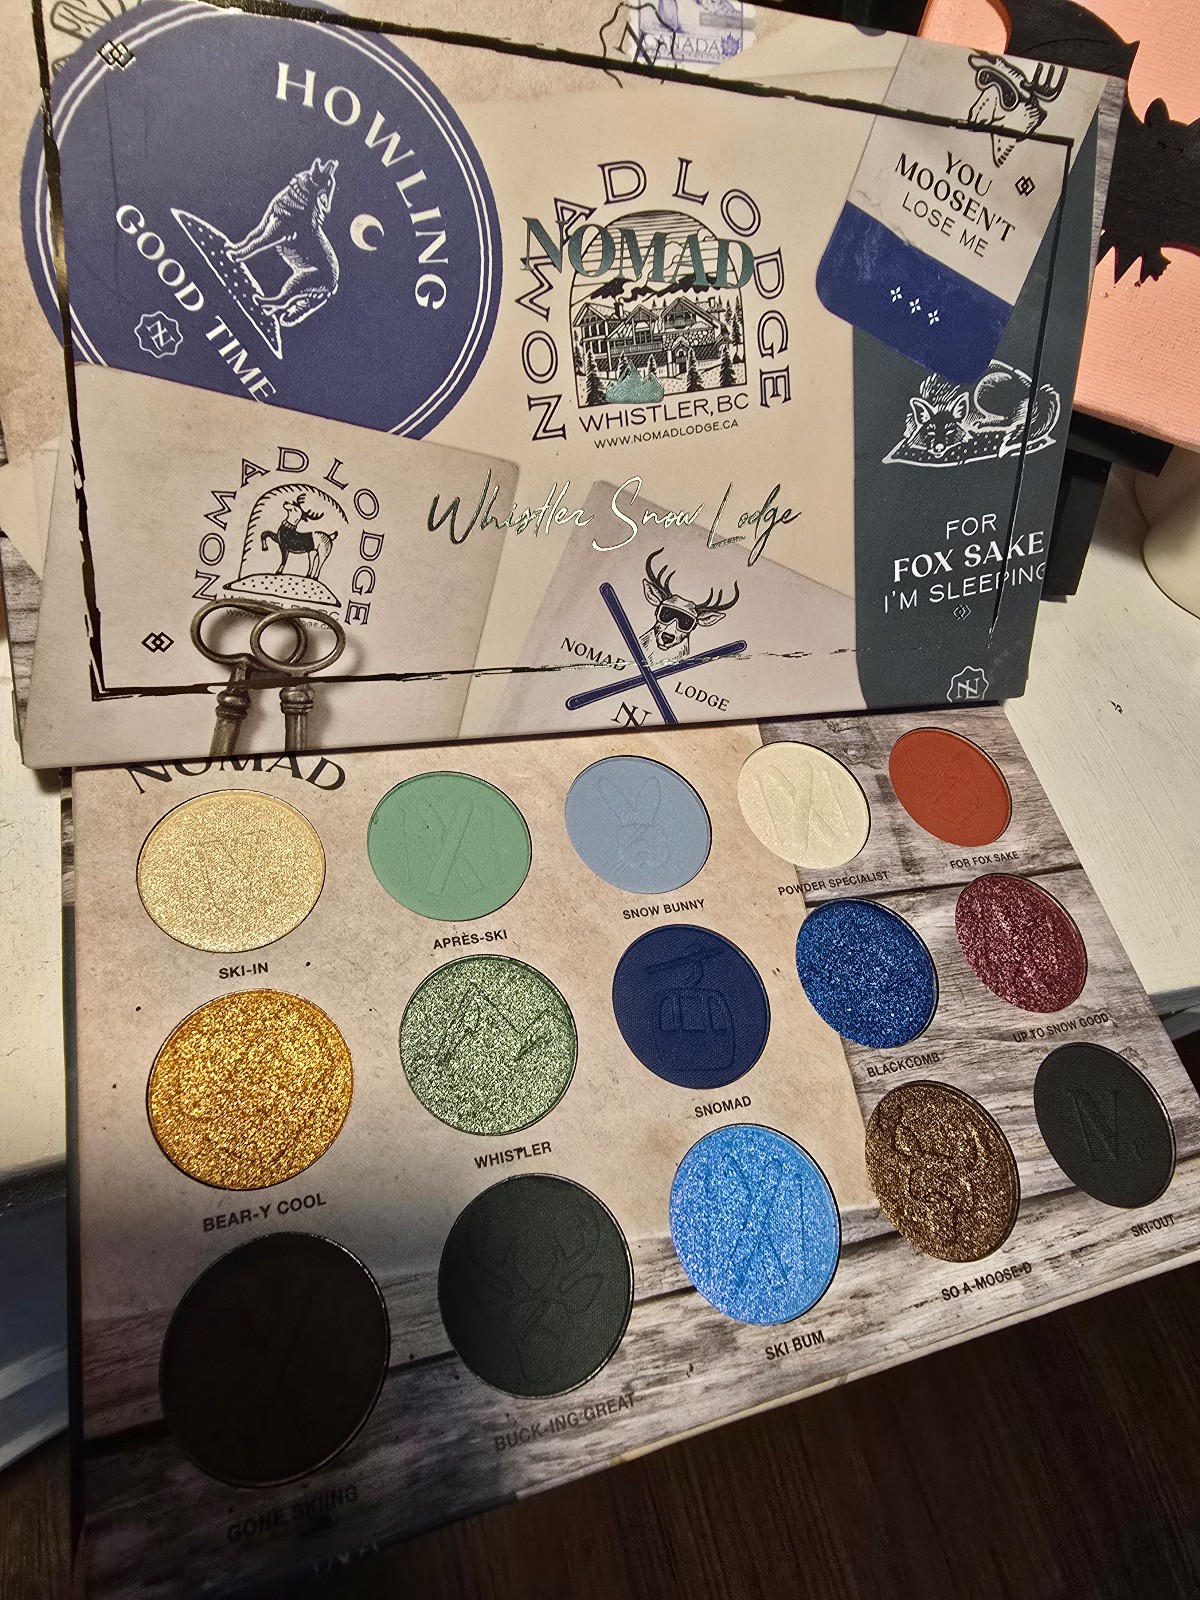 CANADA
HOWLING
GOOD TIME
NOMAD LODGE
NOMAD
WHISTLER, BC
WWW.NOMADLODGE.CA
YOU
MOOSEN'T
LOSE ME
Whistler Snow Lodge
NOMAD LODGE
FOR
FOX SAKE
I'M SLEEPING
NOMAD
LODGE
N
N
NOMAD
SKI-IN
APRÈS-SKI
SNOW BUNNY
POWDER SPECIALIST
FOR FOX SAKE
BEAR-Y COOL
WHISTLER
SNOMAD
BLACKCOMB
UP TO SNOW GOOD
GONE SKIING
BUCK-ING GREAT
SKI BUM
SO A-MOOSE-D
SKI-OUT